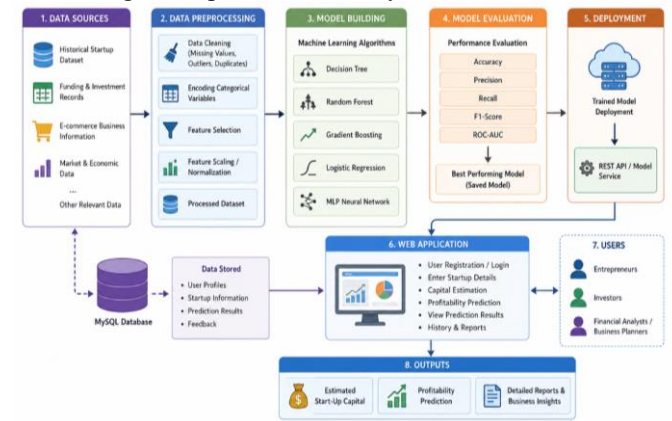 1. DATA SOURCES
Historical Startup
Dataset
Funding & Investment
Records
E-commerce Business
Information
Market & Economic
Data
...
Other Relevant Data
2. DATA PREPROCESSING
Data Cleaning
(Missing Values,
Outliers, Duplicates)
Encoding Categorical
Variables
Feature Selection
Feature Scaling /
Normalization
Processed Dataset
3. MODEL BUILDING
Machine Learning Algorithms
Decision Tree
Random Forest
Gradient Boosting
Logistic Regression
MLP Neural Network
4. MODEL EVALUATION
Performance Evaluation
Accuracy
Precision
Recall
F1-Score
ROC-AUC
Best Performing Model
(Saved Model)
5. DEPLOYMENT
Trained Model
Deployment
REST API / Model
Service
MySQL Database
Data Stored
• User Profiles
• Startup Information
• Prediction Results
• Feedback
6. WEB APPLICATION
• User Registration / Login
• Enter Startup Details
• Capital Estimation
• Profitability Prediction
• View Prediction Results
• History & Reports
7. USERS
Entrepreneurs
Investors
Financial Analysts /
Business Planners
8. OUTPUTS
Estimated
Start-Up Capital
Profitability
Prediction
Detailed Reports &
Business Insights